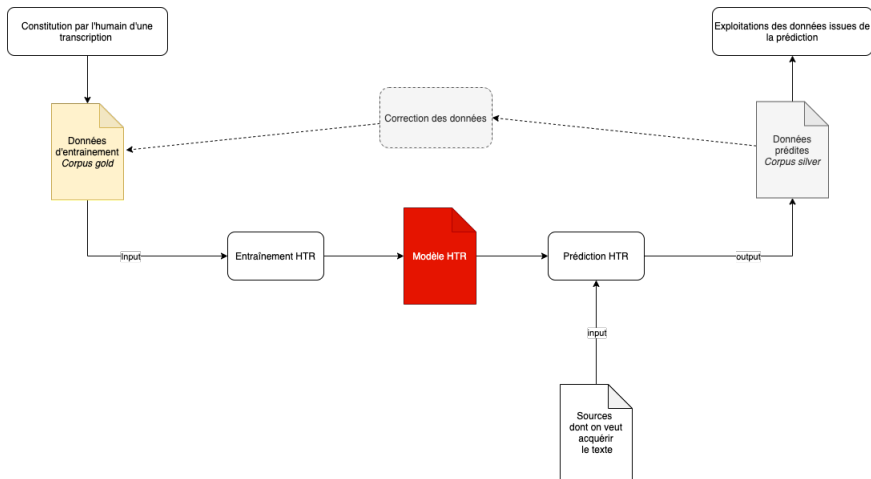 Constitution par l'humain d'une
transcription
Exploitations des données issues de
la prédiction
Données
d'entrainement
Corpus gold
Correction des données
Données
prédites
Corpus silver
Input
Entraînement HTR
Modèle HTR
Prédiction HTR
output
input
Sources
dont on veut
acquérir
le texte